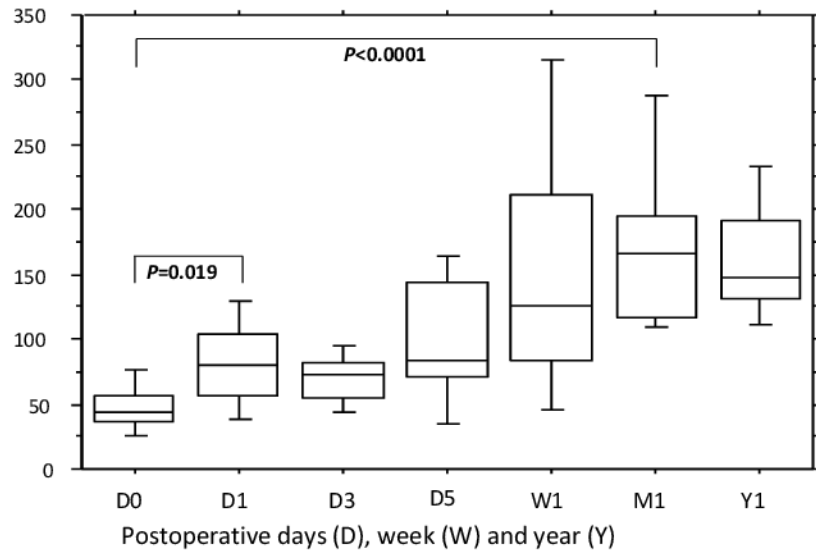 350
300
250
200
150
100
50
0
P<0.0001
P=0.019
D0 D1 D3 D5 W1 M1 Y1
Postoperative days (D), week (W) and year (Y)